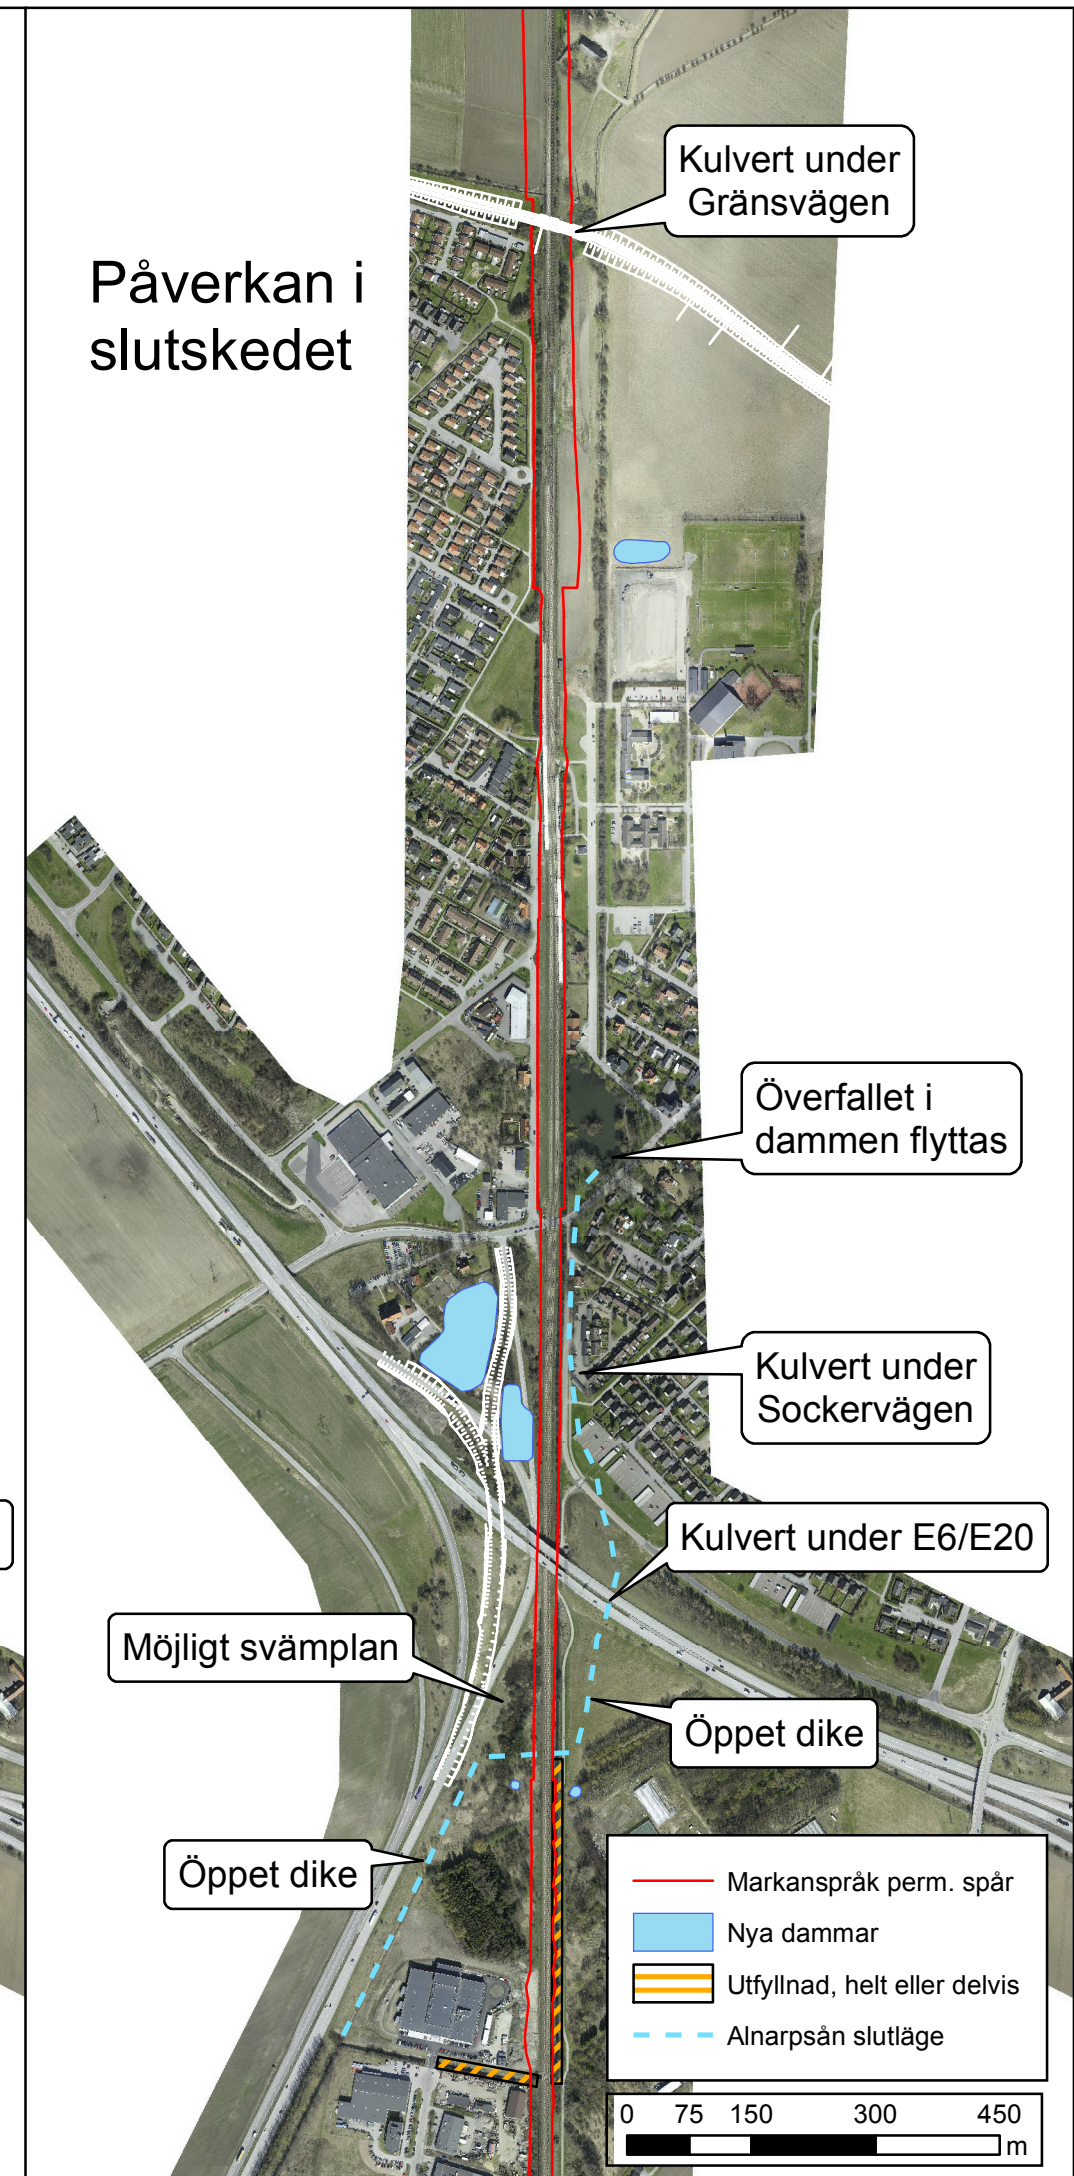 Kulvert under
Gränsvägen
Påverkan i
slutskedet
Överfallet i
dammen flyttas
Kulvert under
Sockervägen
Kulvert under E6/E20
Möjligt svämplan
Öppet dike
Öppet dike
Markanspråk perm. spår
Nya dammar
Utfyllnad, helt eller delvis
Alnarpsån slutläge
0 75 150 300 450
m